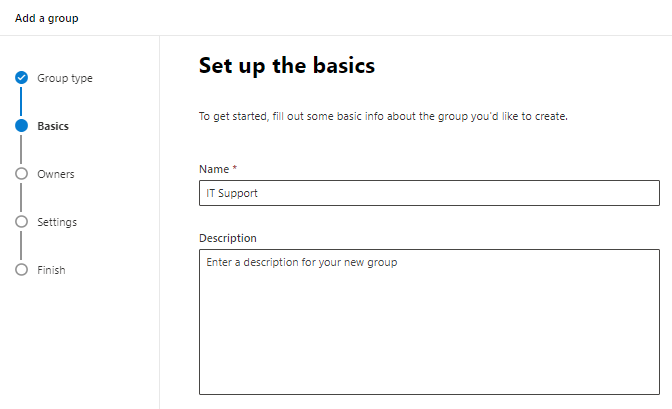 Add a group
Group type
Basics
Owners
Settings
Finish
Set up the basics
To get started, fill out some basic info about the group you'd like to create.
Name *
IT Support
Description
Enter a description for your new group